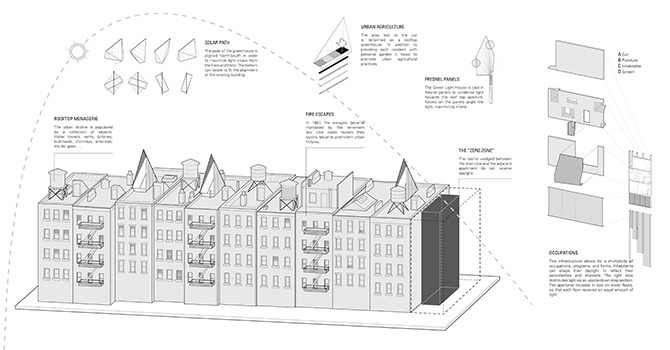 SOLAR PATH
The peak of the greenhouse is
aligned North-South in order
to maximize light intake from
the East and West. The bottom
can rotate to fit the alignment
of the existing building.
URBAN AGRICULTURE
The area lost to the cut
is reclaimed as a rooftop
greenhouse. In addition to
providing each resident with
personal garden it helps to
promote urban agricultural
practices.
FRESNEL PANELS
The Green Light House is clad in
fresnel panels to condense light
towards the roof top aperture.
Facets on the panels angle the
light, maximizing intake.
A Cut
B Puncture
C Inhabitable
D Screen
ROOFTOP MENAGERIE
The urban skyline is populated
by a collection of objects.
Water towers, vents, turbines,
bulkheads, chimneys, antennas,
the list goes ...
FIRE ESCAPES
In 1867, fire escapes became
mandated by the tenement
law. Like water towers they
quickly became prominent urban
fixtures.
THE "ZERO ZONE"
The rooms wedged between
the stair core and the adjacent
apartment do not receive
daylight.
OCCUPATIONS
This infrastructure allows for a multiplicity of
occupations, programs, and forms. Inhabitants
can shape their daylight to reflect their
personalities and interests. The light core
distributes light via an upside-down ziing section.
The apertures increase in size on lower floors,
so that each floor receives an equal amount of
light.